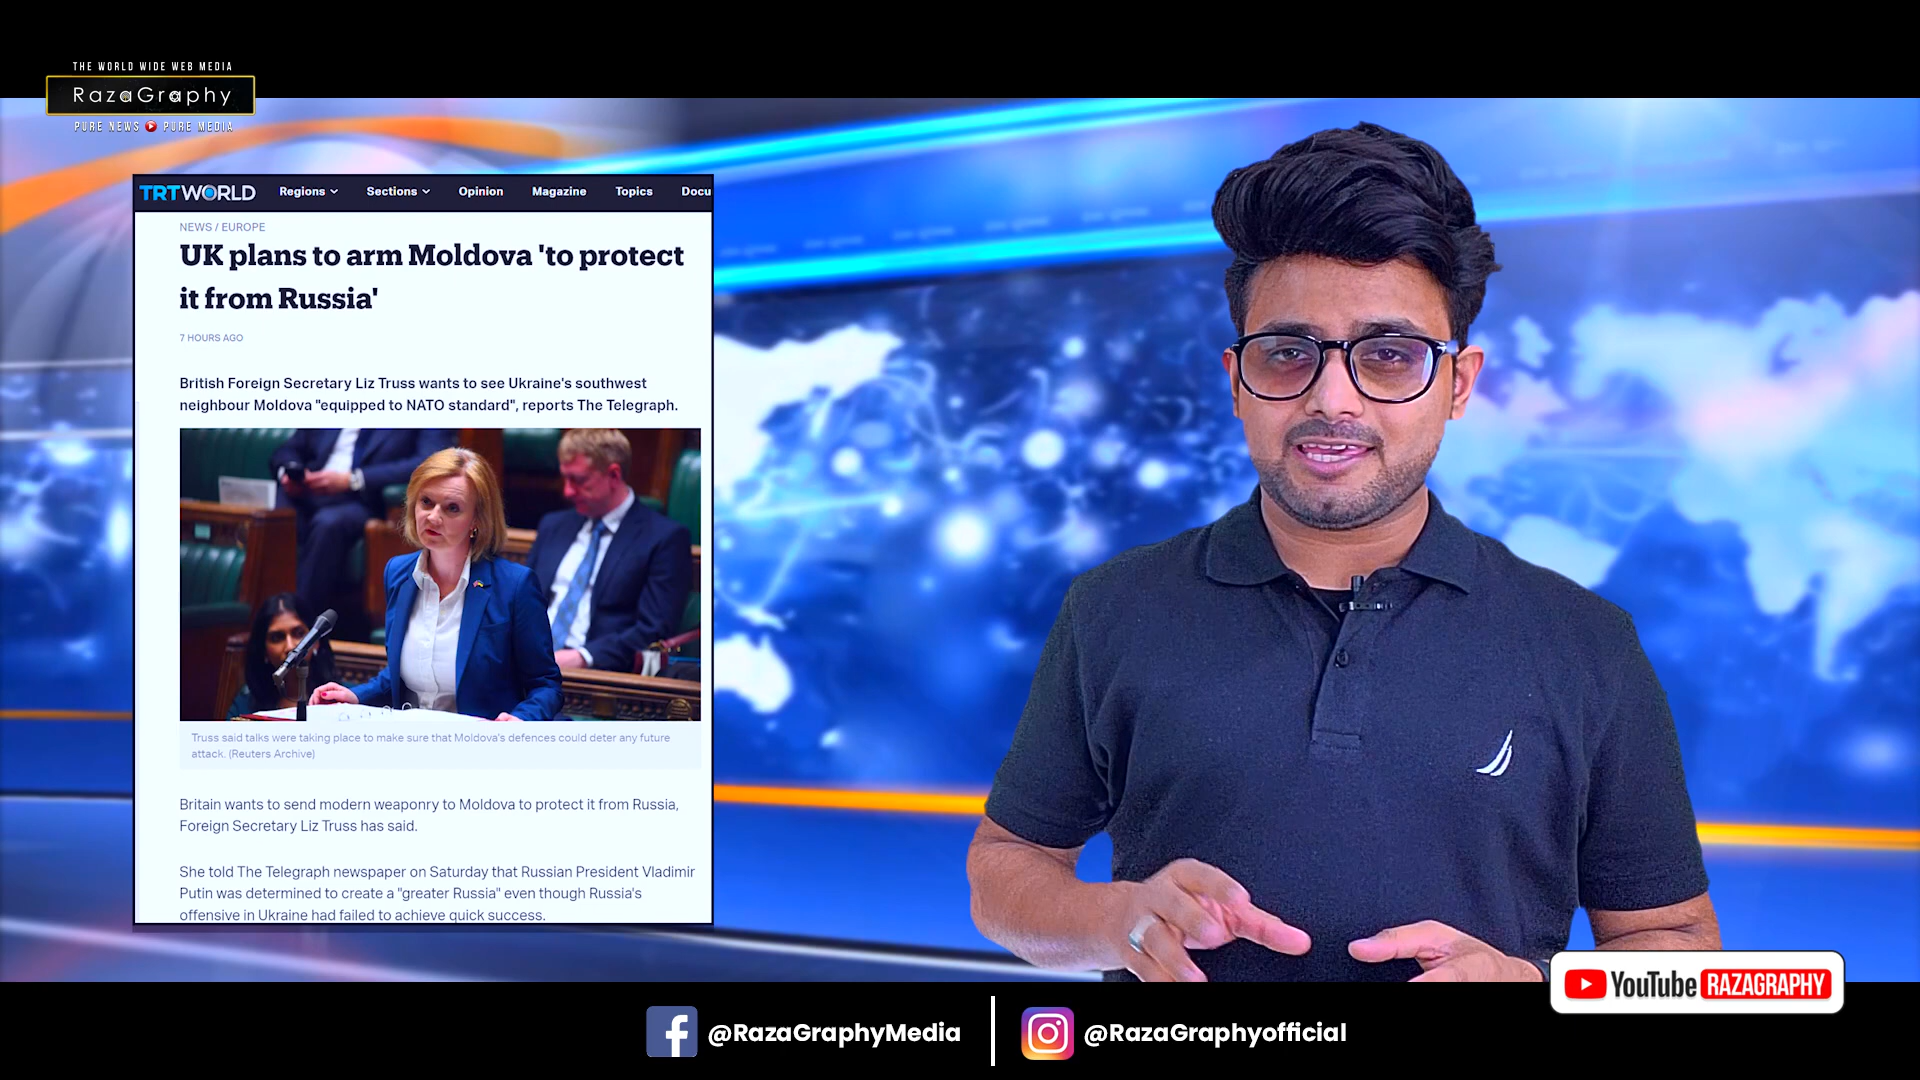 THE WORLD WIDE WEB MEDIA
RazaGraphy
PURE NEWS PURE MEDIA
TRTWORLD Regions Sections Opinion Magazine Topics Docu
NEWS / EUROPE
UK plans to arm Moldova 'to protect
it from Russia'
7 HOURS AGO
British Foreign Secretary Liz Truss wants to see Ukraine's southwest
neighbour Moldova "equipped to NATO standard", reports The Telegraph.
Truss said talks were taking place to make sure that Moldova's defences could deter any future
attack. (Reuters Archive)
Britain wants to send modern weaponry to Moldova to protect it from Russia,
Foreign Secretary Liz Truss has said.
She told The Telegraph newspaper on Saturday that Russian President Vladimir
Putin was determined to create a "greater Russia" even though Russia's
offensive in Ukraine had failed to achieve quick success.
YouTube RAZAGRAPHY
@RazaGraphyMedia
@RazaGraphyofficial